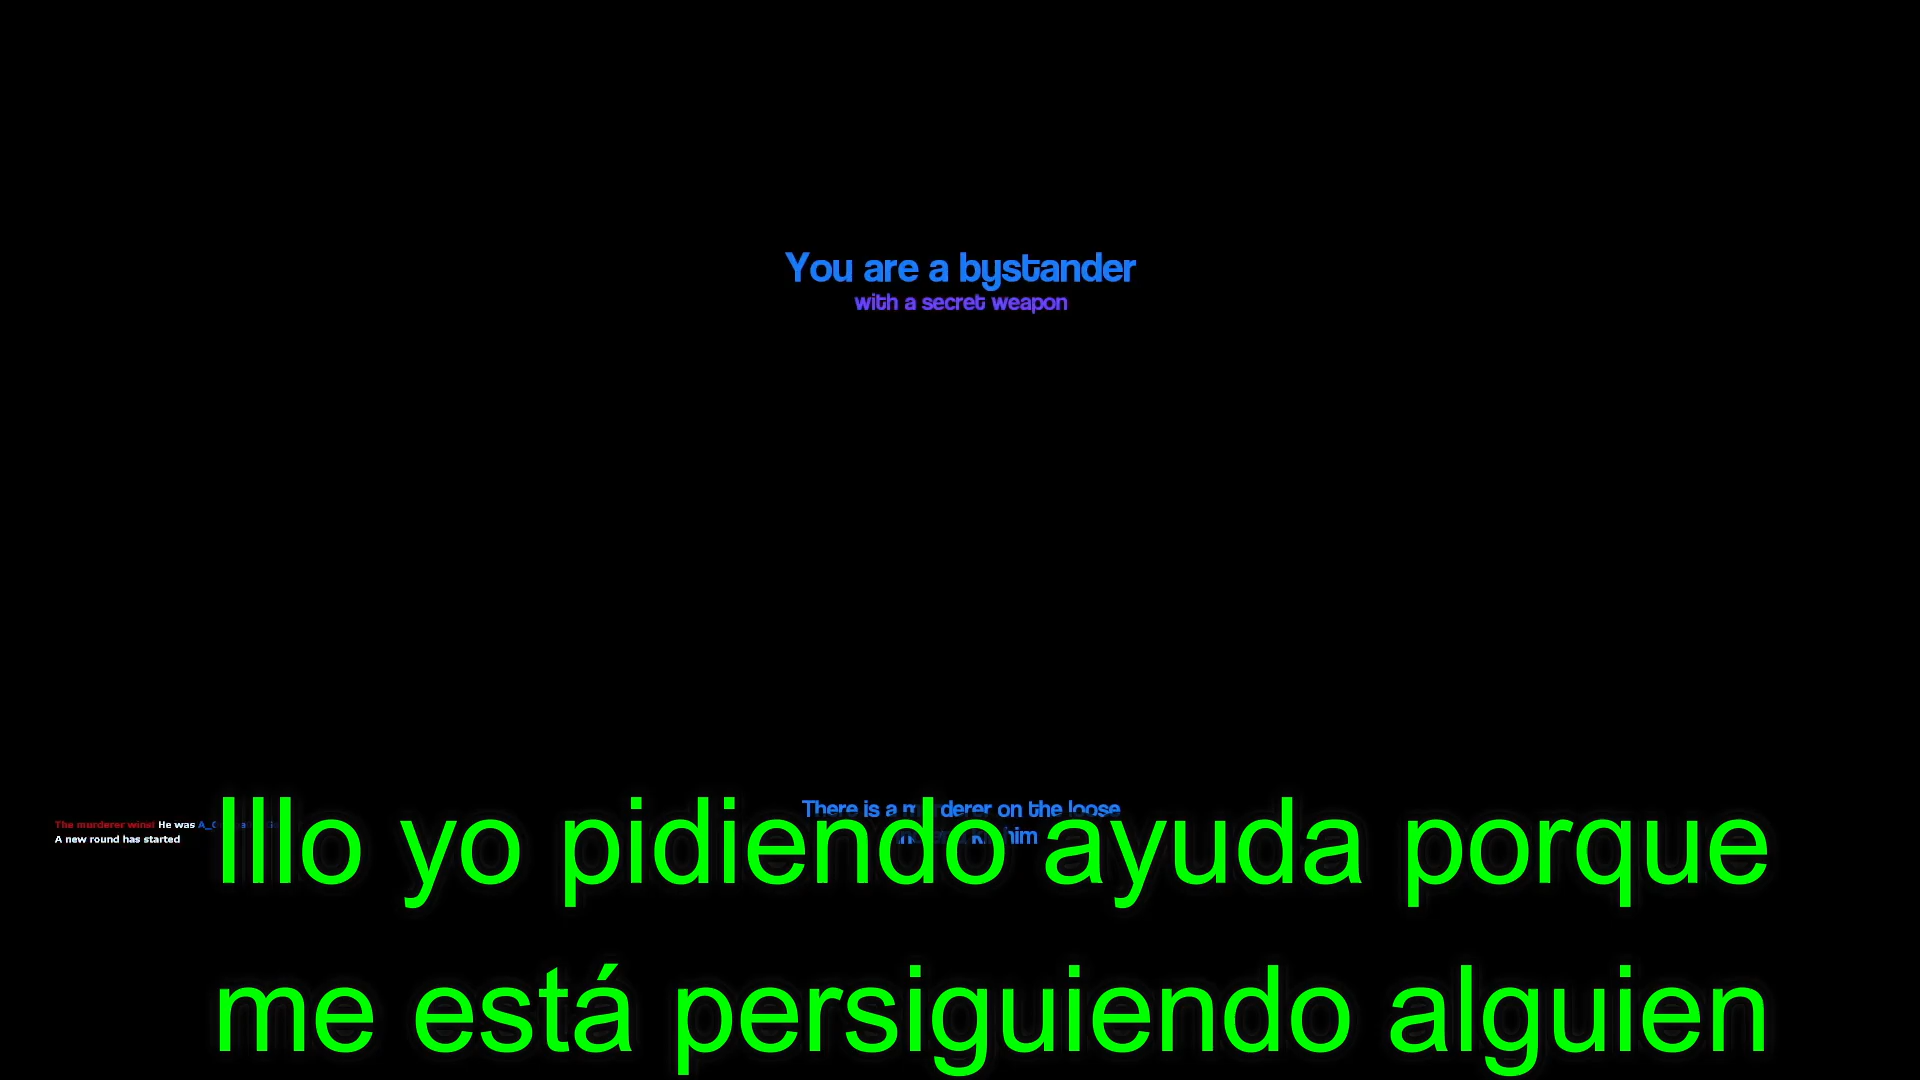 You are a bystander
with a secret weapon
There is a murderer on the loose
him
The murderer wins! He was
A new round has started
Illo yo pidiendo ayuda porque
me está persiguiendo alguien